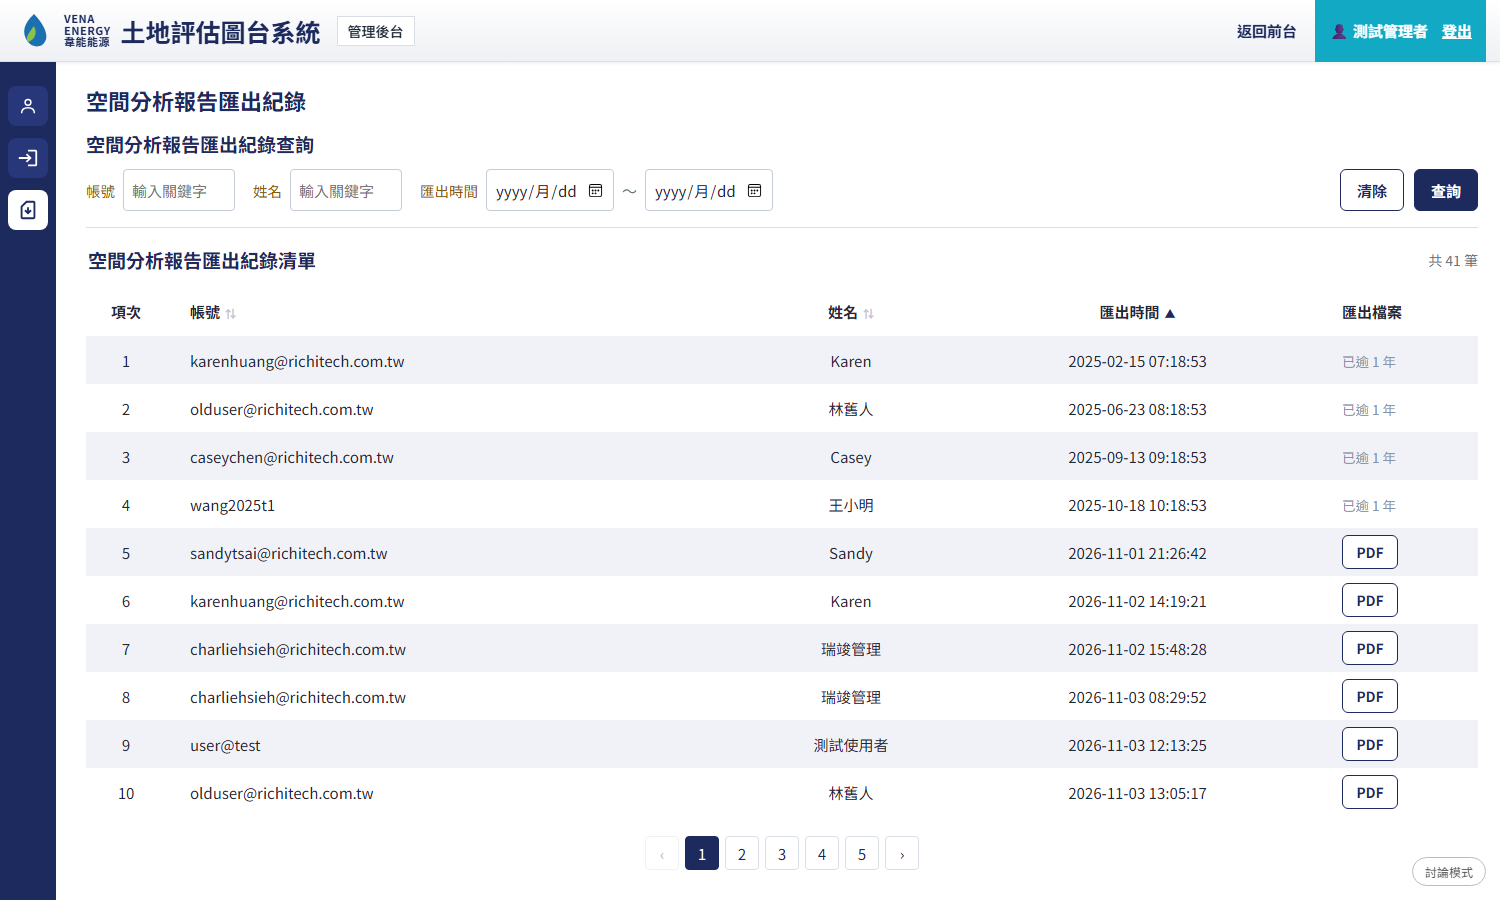 VENA
ENERGY
韋能能源
土地評估圖台系統
管理後台
返回前台
測試管理者 登出
空間分析報告匯出紀錄
空間分析報告匯出紀錄查詢
帳號 輸入關鍵字 姓名 輸入關鍵字 匯出時間 yyyy/月/dd ～ yyyy/月/dd 清除 查詢
空間分析報告匯出紀錄清單 共 41 筆
項次 帳號 ⇅ 姓名 ⇅ 匯出時間 ▲ 匯出檔案
1 karenhuang@richitech.com.tw Karen 2025-02-15 07:18:53 已逾 1 年
2 olduser@richitech.com.tw 林舊人 2025-06-23 08:18:53 已逾 1 年
3 caseychen@richitech.com.tw Casey 2025-09-13 09:18:53 已逾 1 年
4 wang2025t1 王小明 2025-10-18 10:18:53 已逾 1 年
5 sandytsai@richitech.com.tw Sandy 2026-11-01 21:26:42 PDF
6 karenhuang@richitech.com.tw Karen 2026-11-02 14:19:21 PDF
7 charliehsieh@richitech.com.tw 瑞竣管理 2026-11-02 15:48:28 PDF
8 charliehsieh@richitech.com.tw 瑞竣管理 2026-11-03 08:29:52 PDF
9 user@test 測試使用者 2026-11-03 12:13:25 PDF
10 olduser@richitech.com.tw 林舊人 2026-11-03 13:05:17 PDF
‹ 1 2 3 4 5 ›
討論模式